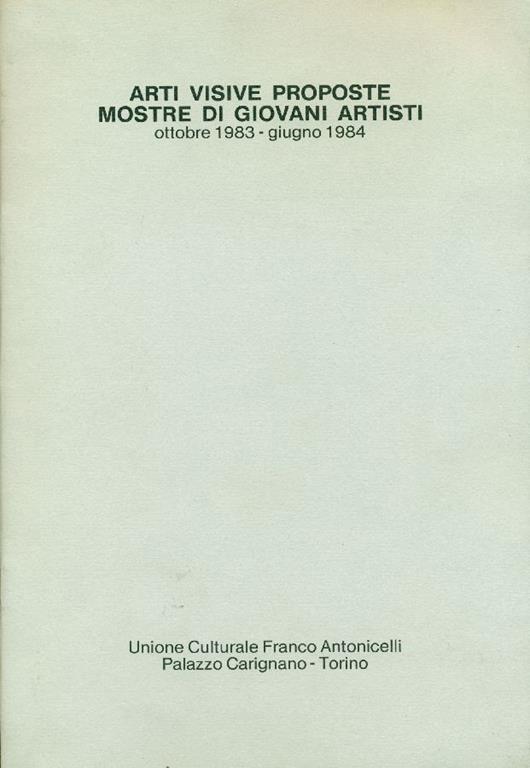 ARTI VISIVE PROPOSTE
MOSTRE DI GIOVANI ARTISTI
ottobre 1983 - giugno 1984
Unione Culturale Franco Antonicelli
Palazzo Carignano - Torino